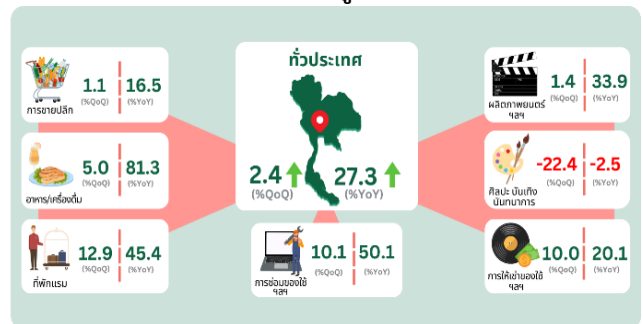 ทั่วประเทศ
2.4
(%QoQ)
27.3
(%YoY)
1.1
(%QoQ)
16.5
(%YoY)
การขายปลีก
5.0
(%QoQ)
81.3
(%YoY)
อาหาร/เครื่องดื่ม
12.9
(%QoQ)
45.4
(%YoY)
ที่พักแรม
10.1
(%QoQ)
50.1
(%YoY)
การซ่อมของใช้
ฯลฯ
1.4
(%QoQ)
33.9
(%YoY)
ผลิตภาพยนตร์
ฯลฯ
-22.4
(%QoQ)
-2.5
(%YoY)
ศิลปะ บันเทิง
นันทนาการ
10.0
(%QoQ)
20.1
(%YoY)
การให้เช่าของใช้
ฯลฯ